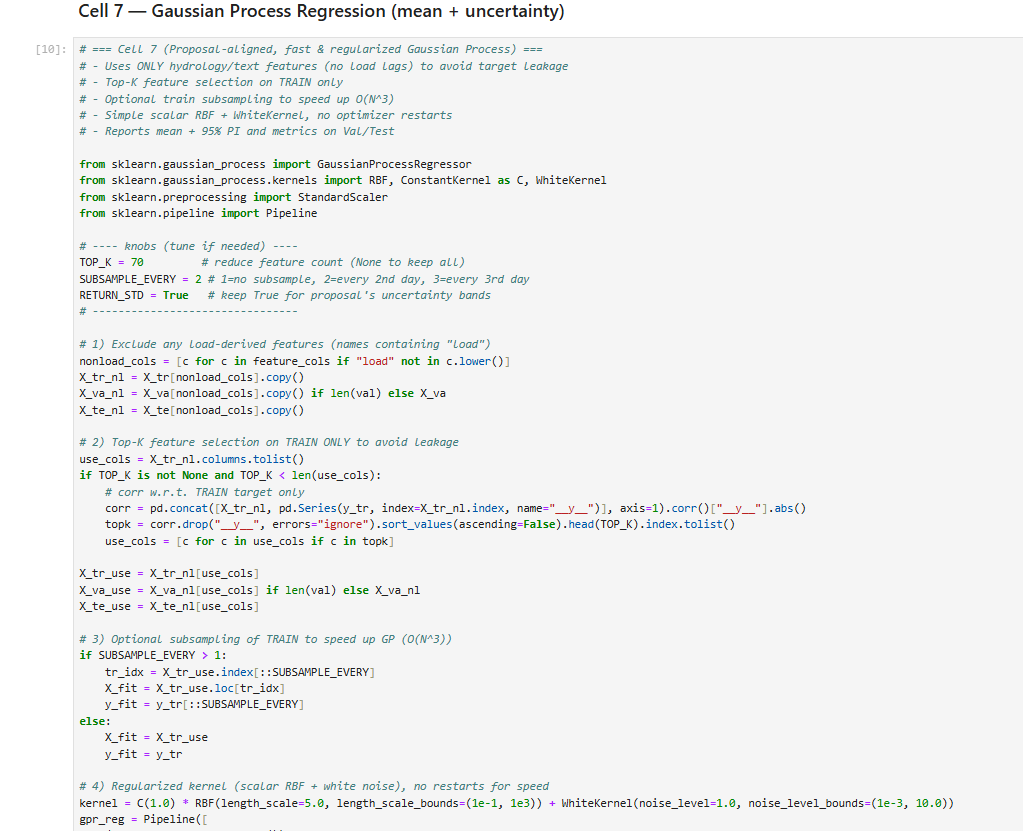 Cell 7 — Gaussian Process Regression (mean + uncertainty)
[10]: # === Cell 7 (Proposal-aligned, fast & regularized Gaussian Process) ===
# - Uses ONLY hydrology/text features (no load lags) to avoid target leakage
# - Top-K feature selection on TRAIN only
# - Optional train subsampling to speed up O(N^3)
# - Simple scalar RBF + WhiteKernel, no optimizer restarts
# - Reports mean + 95% PI and metrics on Val/Test

from sklearn.gaussian_process import GaussianProcessRegressor
from sklearn.gaussian_process.kernels import RBF, ConstantKernel as C, WhiteKernel
from sklearn.preprocessing import StandardScaler
from sklearn.pipeline import Pipeline

# ---- knobs (tune if needed) ----
TOP_K = 70         # reduce feature count (None to keep all)
SUBSAMPLE_EVERY = 2 # 1=no subsample, 2=every 2nd day, 3=every 3rd day
RETURN_STD = True   # keep True for proposal's uncertainty bands
# --------------------------------

# 1) Exclude any load-derived features (names containing "load")
nonload_cols = [c for c in feature_cols if "load" not in c.lower()]
X_tr_nl = X_tr[nonload_cols].copy()
X_va_nl = X_va[nonload_cols].copy() if len(val) else X_va
X_te_nl = X_te[nonload_cols].copy()

# 2) Top-K feature selection on TRAIN ONLY to avoid leakage
use_cols = X_tr_nl.columns.tolist()
if TOP_K is not None and TOP_K < len(use_cols):
    # corr w.r.t. TRAIN target only
    corr = pd.concat([X_tr_nl, pd.Series(y_tr, index=X_tr_nl.index, name="__y__")], axis=1).corr()["__y__"].abs()
    topk = corr.drop("__y__", errors="ignore").sort_values(ascending=False).head(TOP_K).index.tolist()
    use_cols = [c for c in use_cols if c in topk]

X_tr_use = X_tr_nl[use_cols]
X_va_use = X_va_nl[use_cols] if len(val) else X_va_nl
X_te_use = X_te_nl[use_cols]

# 3) Optional subsampling of TRAIN to speed up GP (O(N^3))
if SUBSAMPLE_EVERY > 1:
    tr_idx = X_tr_use.index[::SUBSAMPLE_EVERY]
    X_fit = X_tr_use.loc[tr_idx]
    y_fit = y_tr[::SUBSAMPLE_EVERY]
else:
    X_fit = X_tr_use
    y_fit = y_tr

# 4) Regularized kernel (scalar RBF + white noise), no restarts for speed
kernel = C(1.0) * RBF(length_scale=5.0, length_scale_bounds=(1e-1, 1e3)) + WhiteKernel(noise_level=1.0, noise_level_bounds=(1e-3, 10.0))
gpr_reg = Pipeline([